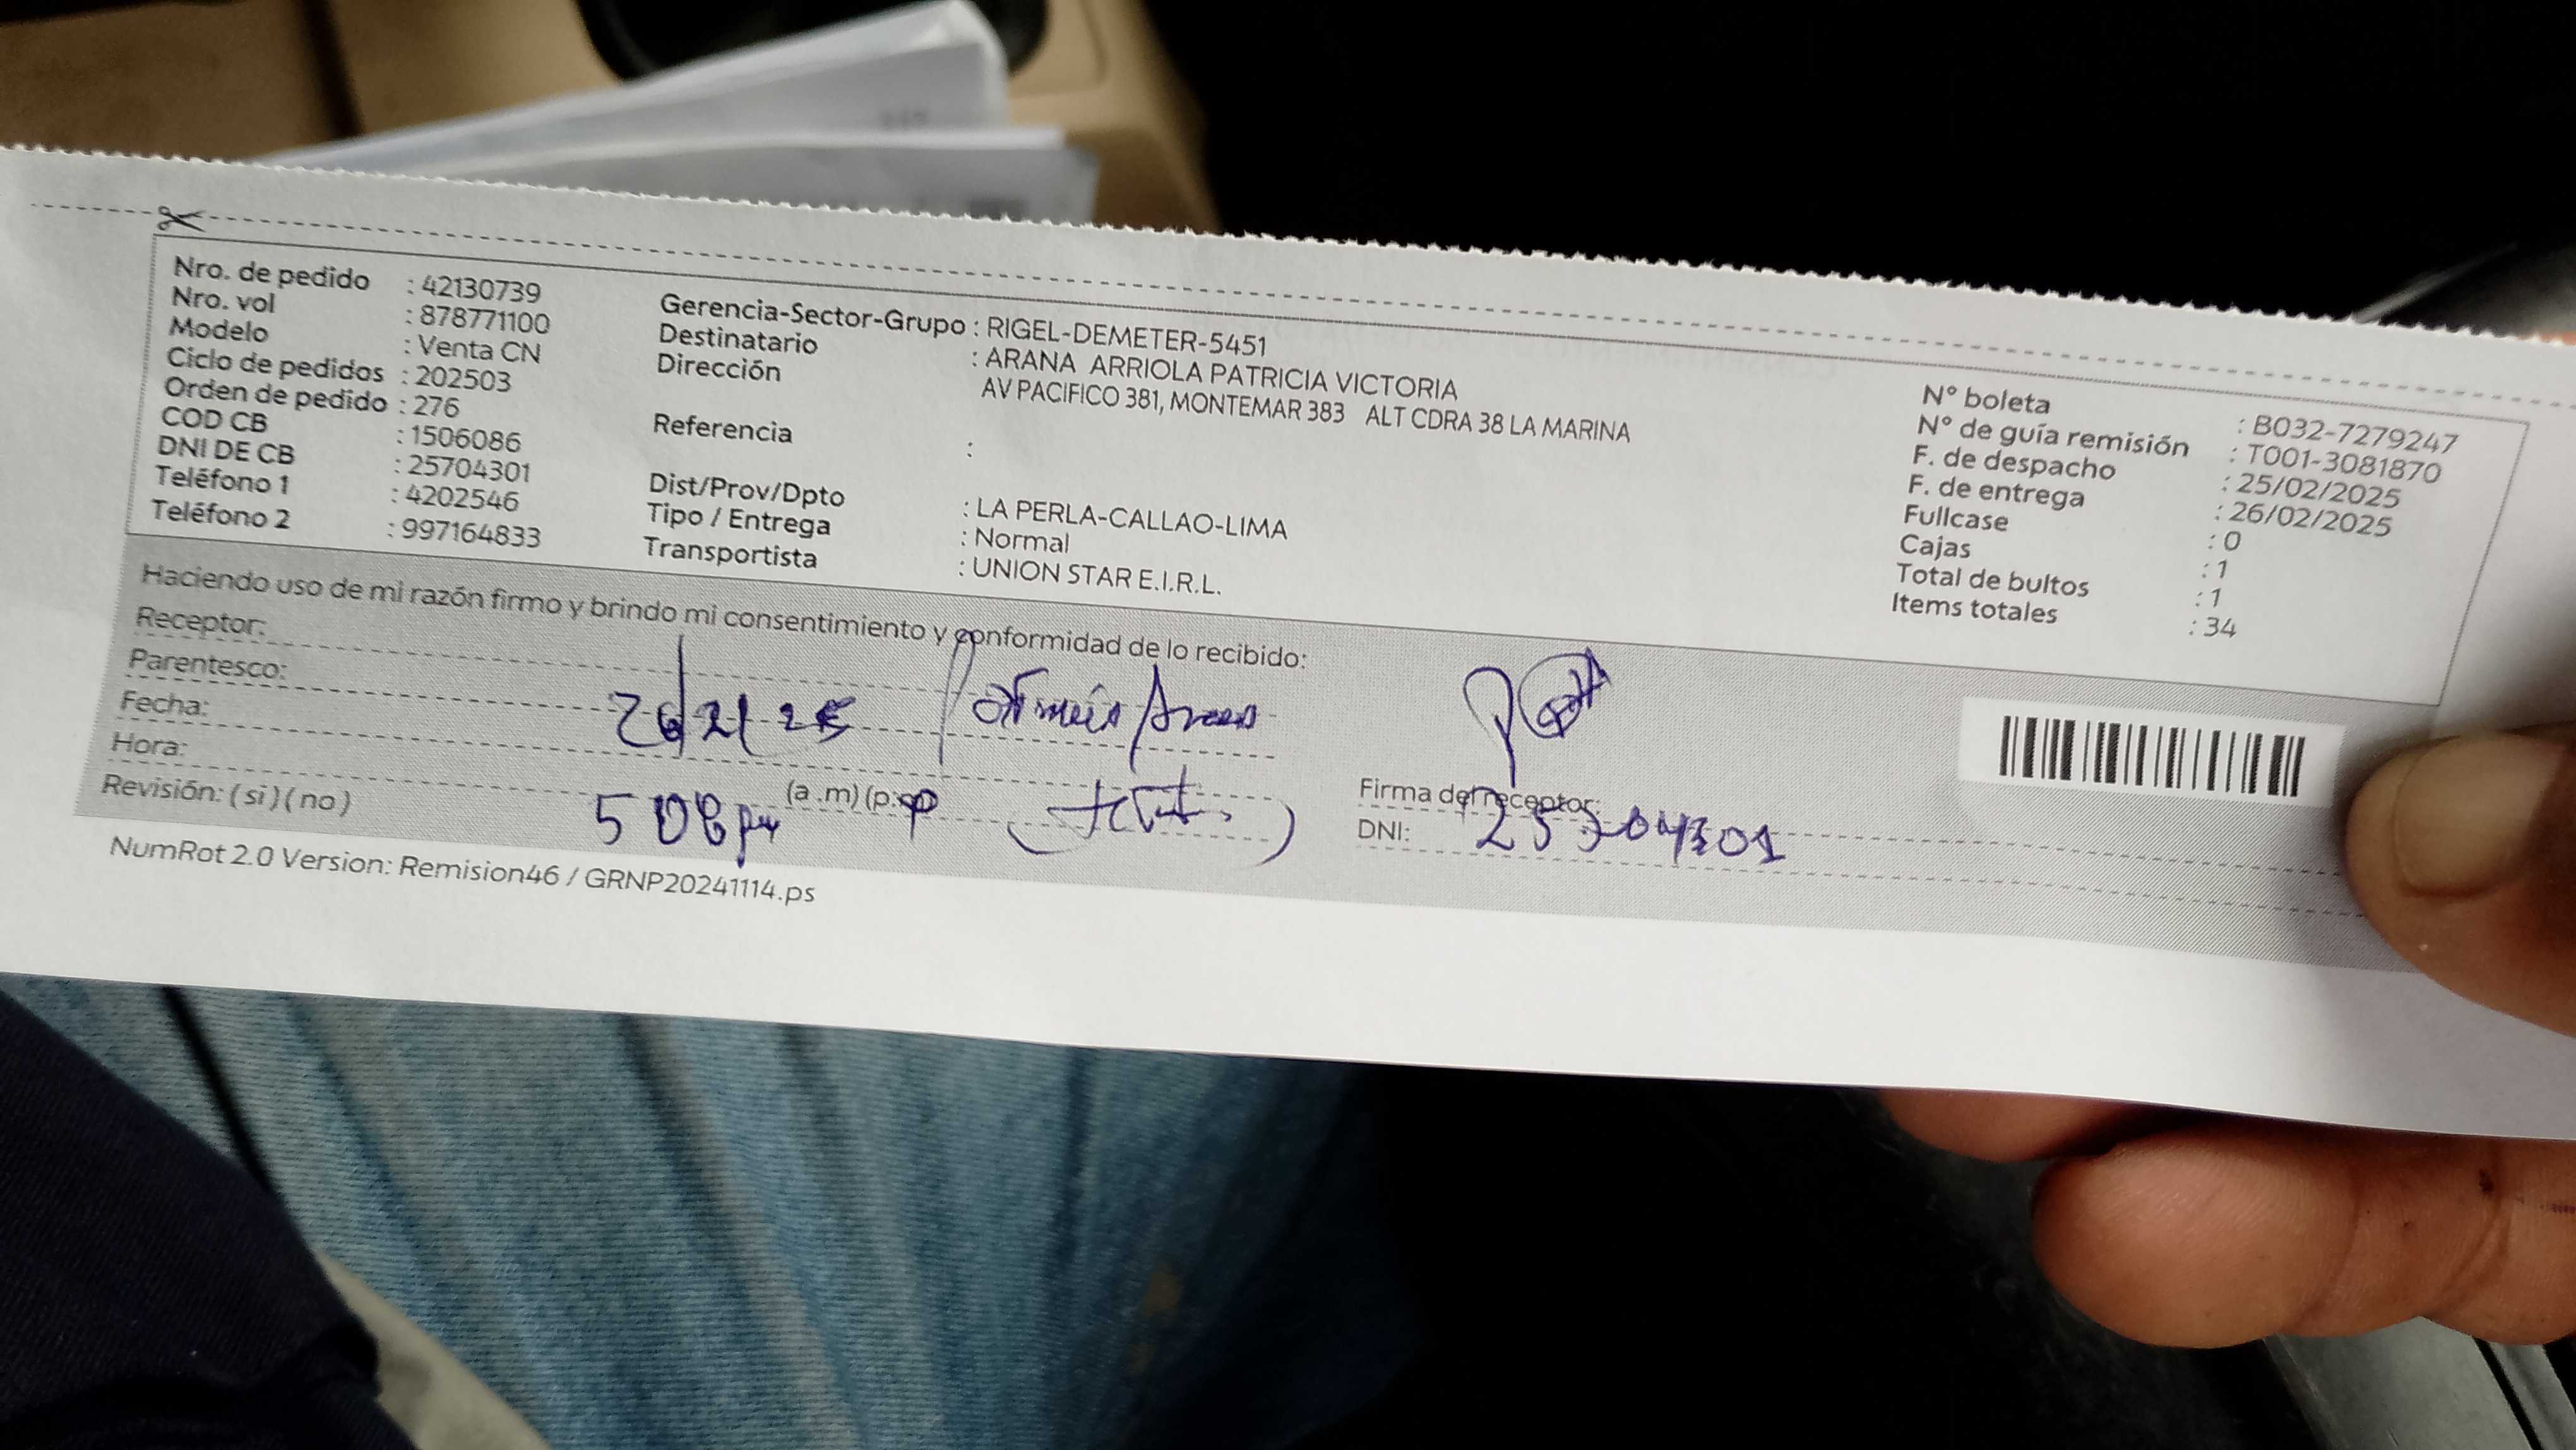 Nro. de pedido : 42130739
Nro. vol : 878771100
Modelo : Venta CN
Ciclo de pedidos : 202503
Orden de pedido : 276
COD CB : 1506086
DNI DE CB : 25704301
Teléfono 1 : 4202546
Teléfono 2 : 997164833
Gerencia-Sector-Grupo : RIGEL-DEMETER-5451
Destinatario : ARANA ARRIOLA PATRICIA VICTORIA
Dirección AV PACIFICO 381, MONTEMAR 383 ALT CDRA 38 LA MARINA
Referencia :
Dist/Prov/Dpto : LA PERLA-CALLAO-LIMA
Tipo / Entrega : Normal
Transportista : UNION STAR E.I.R.L.
N° boleta : B032-7279247
N° de guía remisión : T001-3081870
F. de despacho : 25/02/2025
F. de entrega : 26/02/2025
Fullcase : 0
Cajas : 1
Total de bultos : 1
Items totales : 34
Haciendo uso de mi razón firmo y brindo mi consentimiento y conformidad de lo recibido:
Receptor:
Parentesco:
Fecha: 26/2/25
Hora: 508 pm (a .m) (p.
Revisión: ( si ) ( no )
Firma del receptor:
DNI: 25704301
NumRot 2.0 Version: Remision46 / GRNP20241114.ps